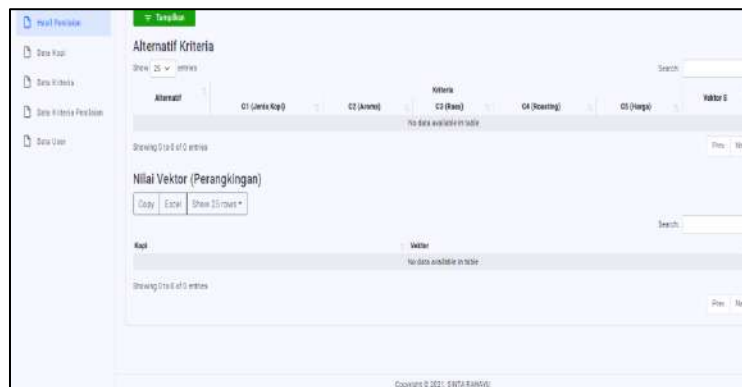 Hasil Penilaian
Tampilkan
Data Kopi
Data Kriteria
Data Kriteria Penilaian
Data User
Alternatif Kriteria
Show 25 entries
Search:
Alternatif
Kriteria
Vektor S
C1 (Jenis Kopi) C2 (Aroma) C3 (Rasa) C4 (Roasting) C5 (Harga)
No data available in table
Showing 0 to 0 of 0 entries
Prev Ne
Nilai Vektor (Perangkingan)
Copy Excel Show 25 rows
Search:
Kopi Vektor
No data available in table
Showing 0 to 0 of 0 entries
Prev Ne
Copyright © 2021. SINTA RAHAYU